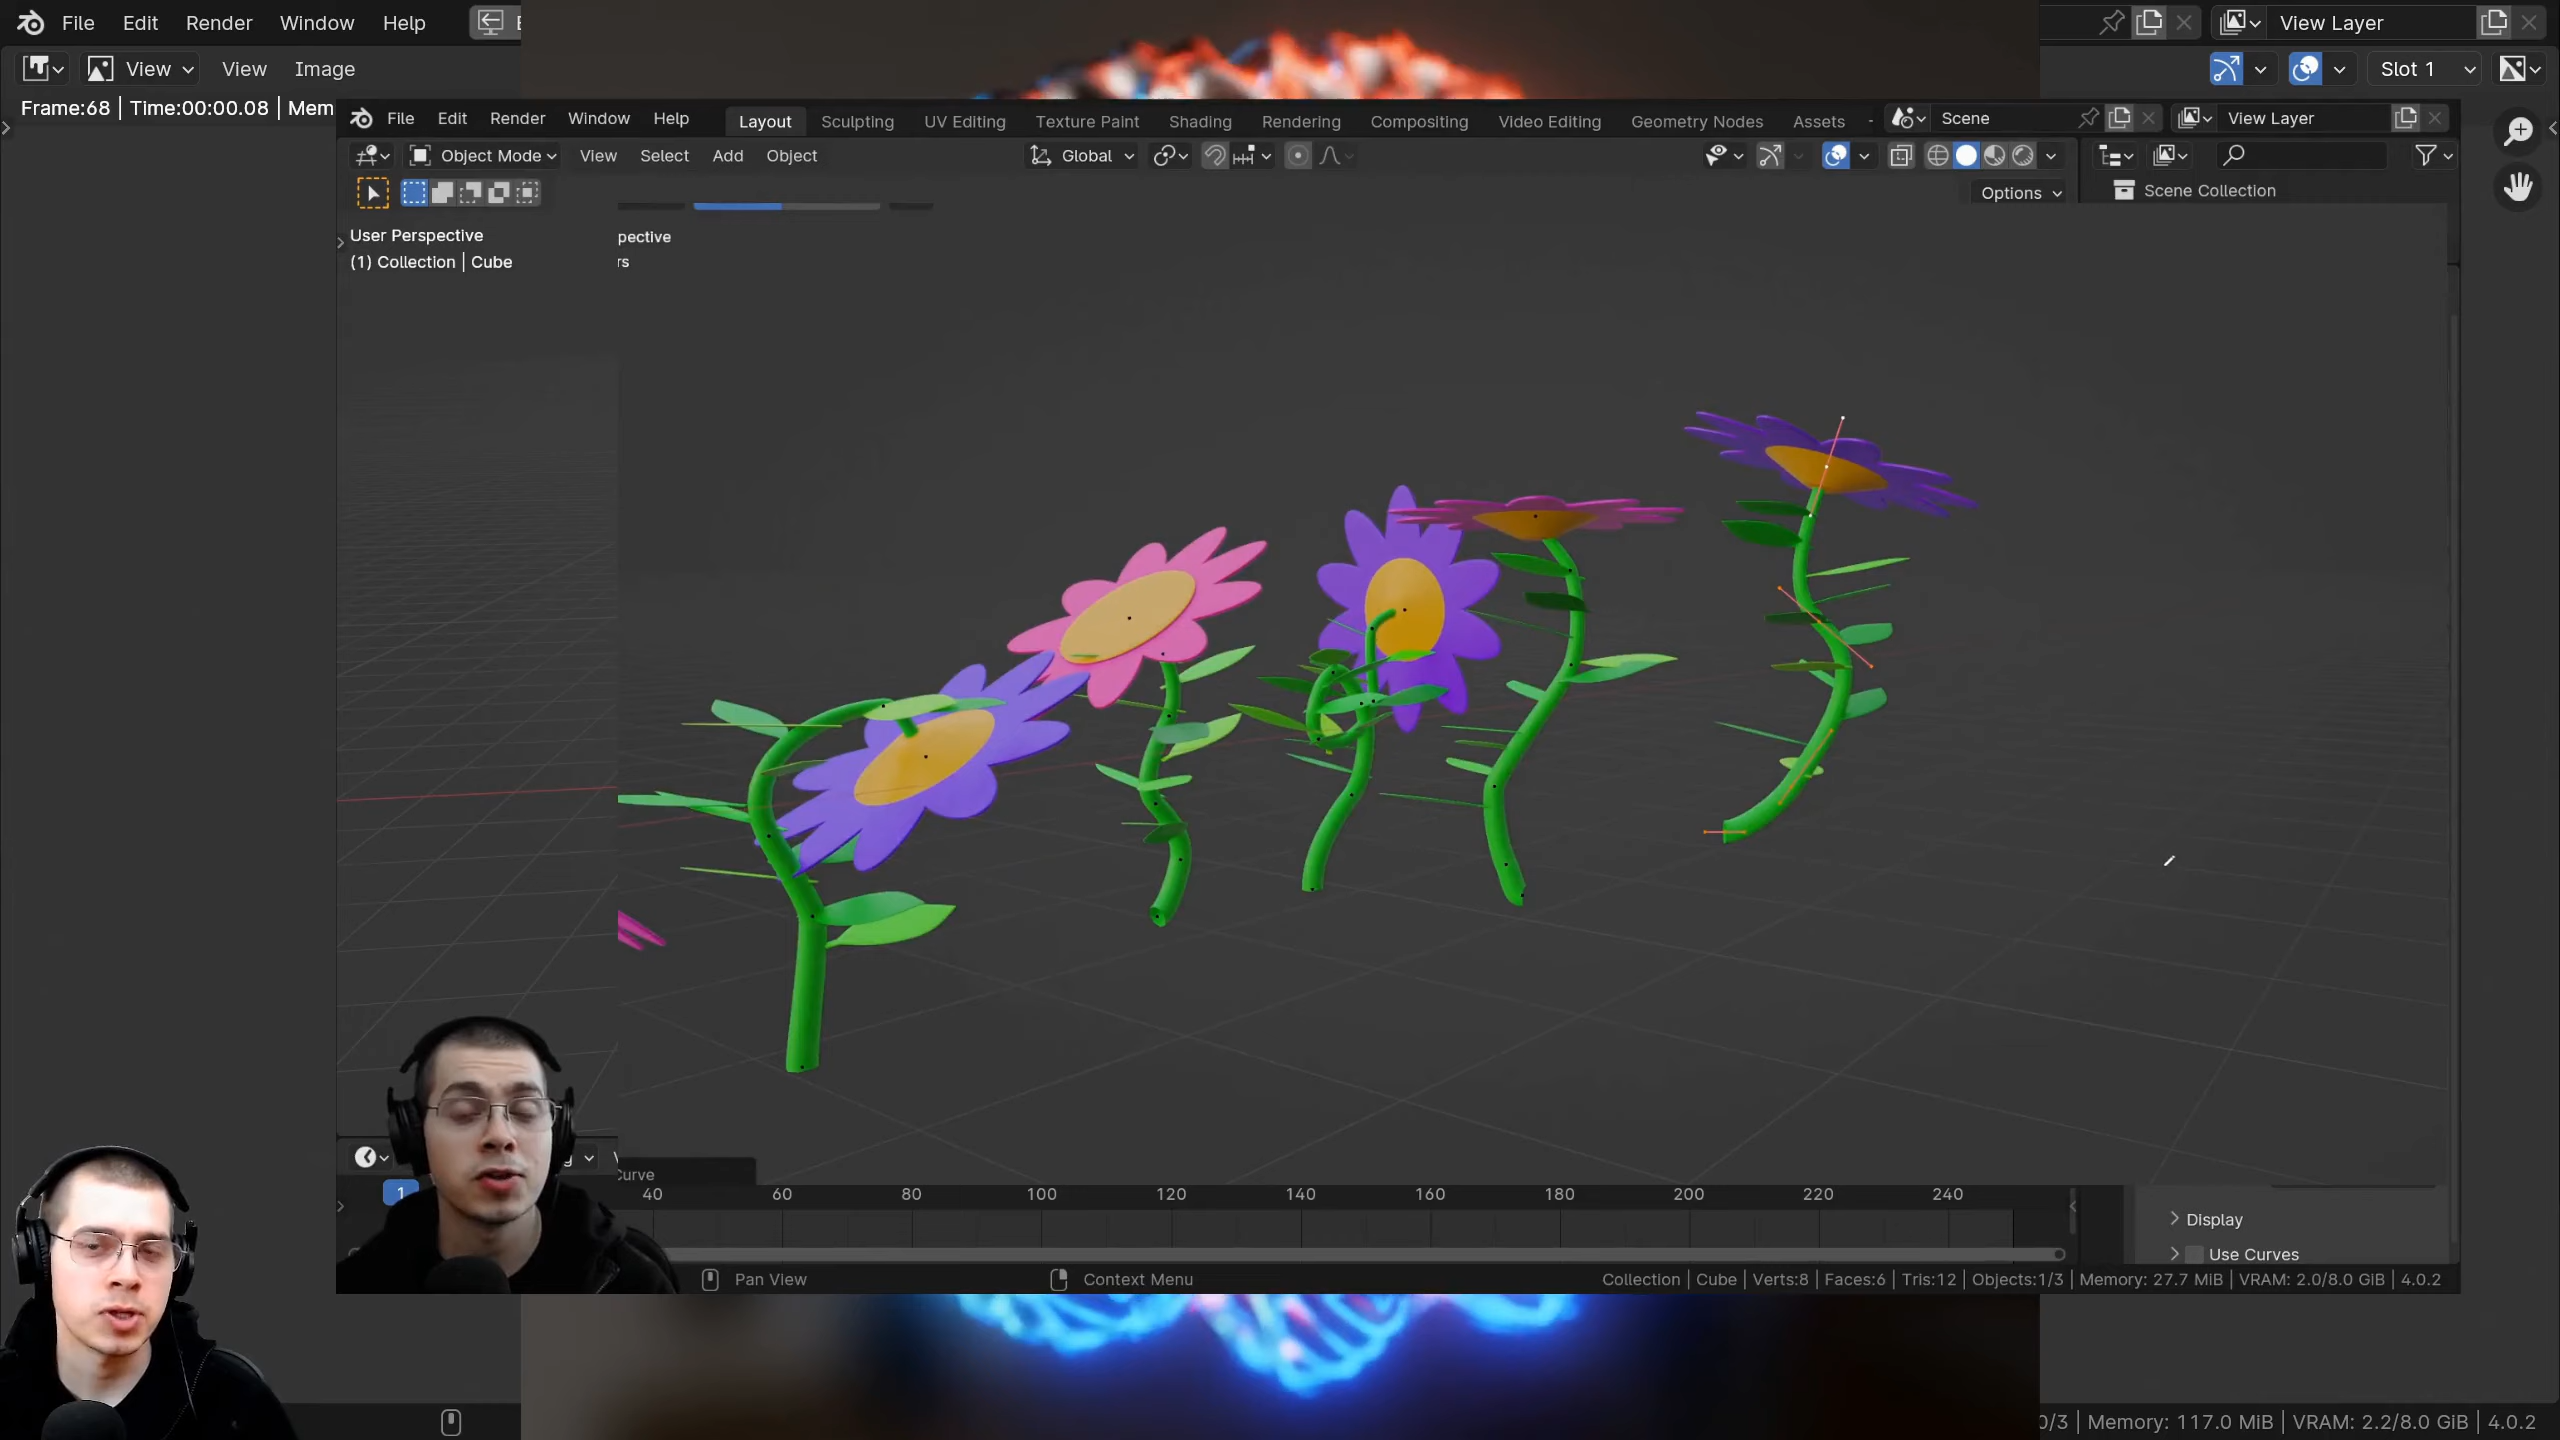 File Edit Render Window Help
View Layer
View View Image
Slot 1
Frame:68 | Time:00:00.08 | Mem
File Edit Render Window Help Layout Sculpting UV Editing Texture Paint Shading Rendering Compositing Video Editing Geometry Nodes Assets Scene View Layer
Object Mode View Select Add Object Global
Options Scene Collection
User Perspective
pective
(1) Collection | Cube
rs
Curve
1 40 60 80 100 120 140 160 180 200 220 240
Display
Use Curves
Pan View Context Menu Collection | Cube | Verts:8 | Faces:6 | Tris:12 | Objects:1/3 | Memory: 27.7 MiB | VRAM: 2.0/8.0 GiB | 4.0.2
0/3 | Memory: 117.0 MiB | VRAM: 2.2/8.0 GiB | 4.0.2